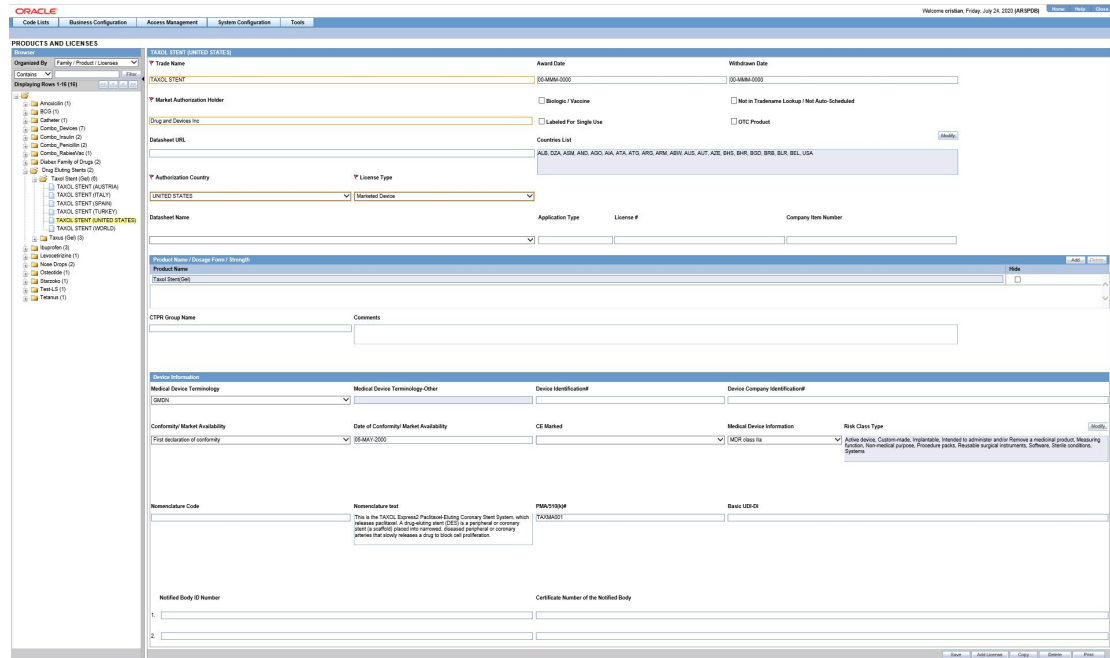 ORACLE
Welcome cristian. Friday, July 24, 2020 (ARSPDB) Home Help Close
Code Lists Business Configuration Access Management System Configuration Tools
PRODUCTS AND LICENSES
Browser
Organized By Family / Product / Licenses
Contains Filter
Displaying Rows 1-16 (16)
Amoxicilin (1)
BCG (1)
Catheter (1)
Combo_Devices (7)
Combo_Insulin (2)
Combo_Penicillin (2)
Combo_RabiesVac (1)
Diabex Family of Drugs (2)
Drug Eluting Stents (2)
Taxol Stent (Gel) (6)
TAXOL STENT (AUSTRIA)
TAXOL STENT (ITALY)
TAXOL STENT (SPAIN)
TAXOL STENT (TURKEY)
TAXOL STENT (UNITED STATES)
TAXOL STENT (WORLD)
Taxus (Gel) (3)
Ibuprofen (3)
Levocetirizine (1)
Nose Drops (2)
Osteotide (1)
Starzoko (1)
Test-LS (1)
Tetanus (1)
TAXOL STENT (UNITED STATES)
Trade Name Award Date Withdrawn Date
TAXOL STENT 00-MMM-0000 00-MMM-0000
Market Authorization Holder Biologic / Vaccine Not in Tradename Lookup / Not Auto-Scheduled
Drug and Devices Inc Labeled For Single Use OTC Product
Datasheet URL Countries List Modify
ALB, DZA, ASM, AND, AGO, AIA, ATA, ATG, ARG, ARM, ABW, AUS, AUT, AZE, BHS, BHR, BGD, BRB, BLR, BEL, USA
Authorization Country License Type
UNITED STATES Marketed Device
Datasheet Name Application Type License # Company Item Number
Product Name / Dosage Form / Strength Add Delete
Product Name Hide
Taxol Stent(Gel)
CTPR Group Name Comments
Device Information
Medical Device Terminology Medical Device Terminology-Other Device Identification# Device Company Identification#
GMDN
Conformity/ Market Availability Date of Conformity/ Market Availability CE Marked Medical Device Information Risk Class Type Modify
First declaration of conformity 05-MAY-2000 MDR class IIa Active device, Custom-made, Implantable, Intended to administer and/or Remove a medicinal product, Measuring
function, Non-medical purpose, Procedure packs, Reusable surgical instruments, Software, Sterile conditions,
Systems
Nomenclature Code Nomenclature text PMA/510(k)# Basic UDI-DI
This is the TAXOL Express2 Paclitaxel-Eluting Coronary Stent System, which TAXMA001
releases paclitaxel. A drug-eluting stent (DES) is a peripheral or coronary
stent (a scaffold) placed into narrowed, diseased peripheral or coronary
arteries that slowly releases a drug to block cell proliferation.
Notified Body ID Number Certificate Number of the Notified Body
1.
2.
Save Add License Copy Delete Print